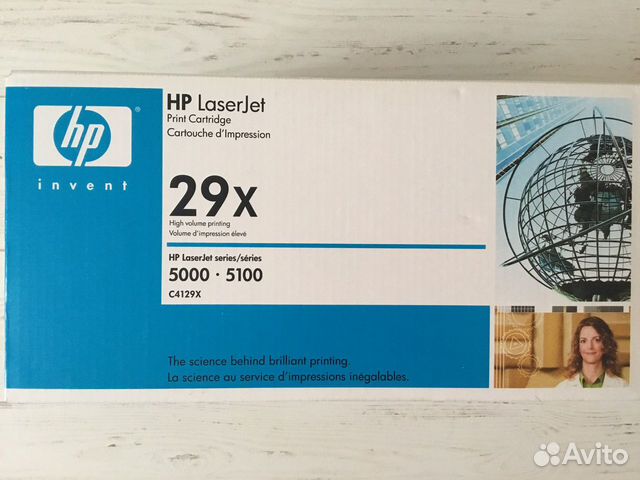 hp
®
invent
HP LaserJet
Print Cartridge
Cartouche d'Impression
29x
High volume printing
Volume d'impression élevé
HP LaserJet series/séries
5000 · 5100
C4129X
The science behind brilliant printing.
La science au service d'impressions inégalables.
Avito